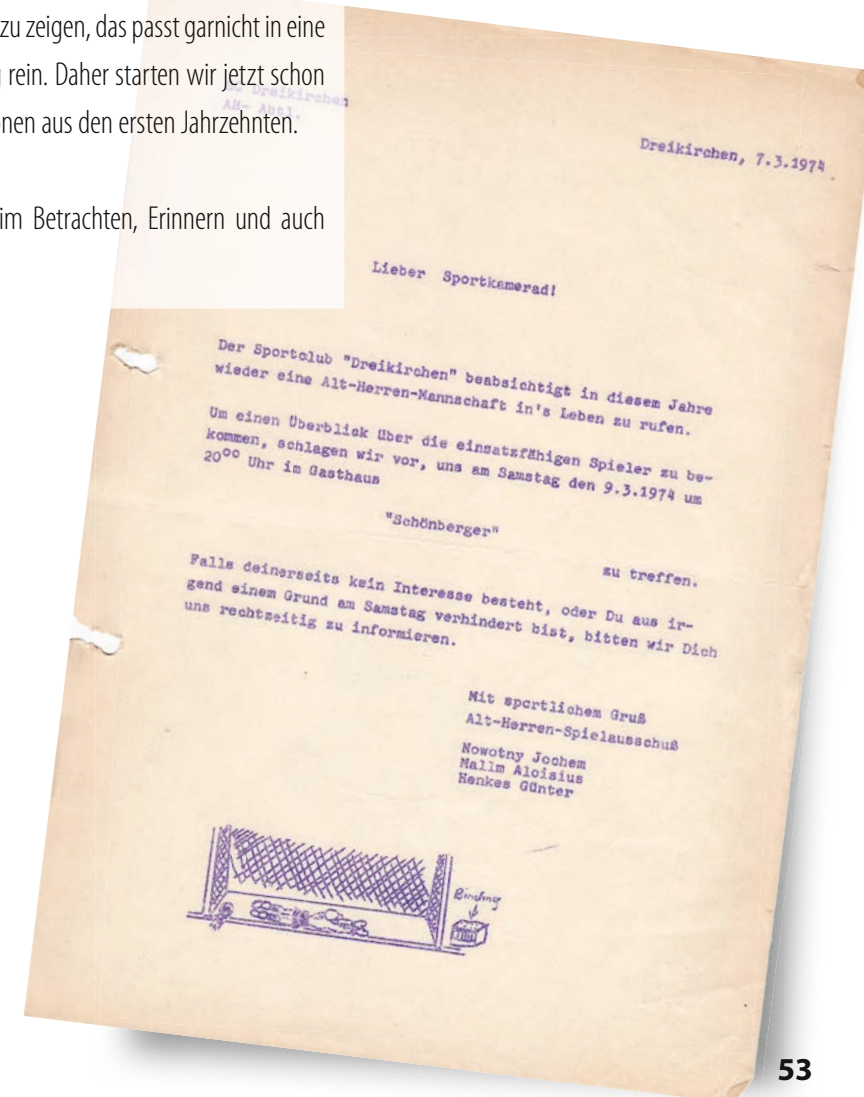 zu zeigen, das passt garnicht in eine
rein. Daher starten wir jetzt schon
onen aus den ersten Jahrzehnten.
im Betrachten, Erinnern und auch
Dreikirchen
AH- Abtl.
Dreikirchen, 7.3.1974
Lieber Sportkamerad!
Der Sportclub "Dreikirchen" beabsichtigt in diesem Jahre
wieder eine Alt-Herren-Mannschaft in's Leben zu rufen.
Um einen Überblick über die einsatzfähigen Spieler zu be-
kommen, schlagen wir vor, uns am Samstag den 9.3.1974 um
20⁰⁰ Uhr im Gasthaus
"Schönberger"
zu treffen.
Falls deinerseits kein Interesse besteht, oder Du aus ir-
gend einem Grund am Samstag verhindert bist, bitten wir Dich
uns rechtzeitig zu informieren.
Mit sportlichem Gruß
Alt-Herren-Spielausschuß
Nowotny Jochem
Mallm Aloisius
Henkes Günter
Binding
53